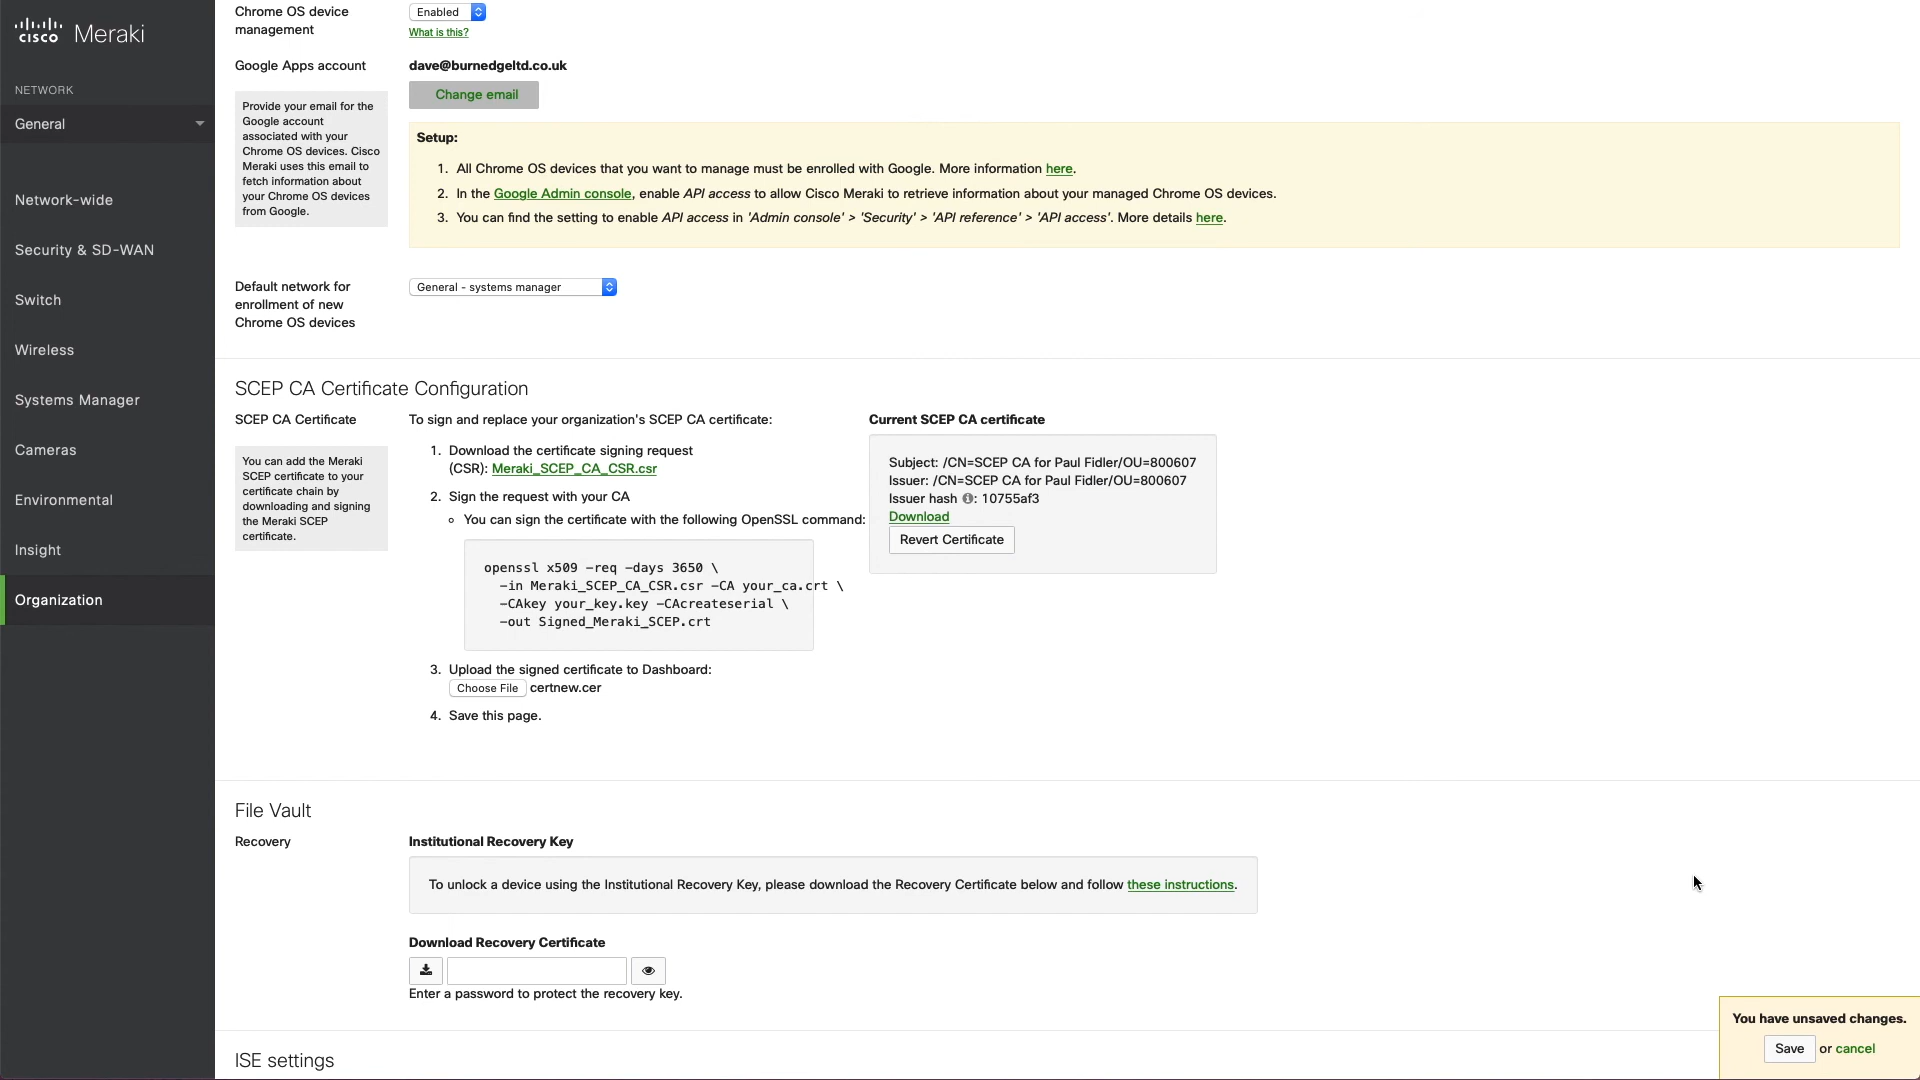 cisco Meraki
NETWORK
General
Network-wide
Security & SD-WAN
Switch
Wireless
Systems Manager
Cameras
Environmental
Insight
Organization
Chrome OS device
management
Enabled
What is this?
Google Apps account
dave@burnedgeltd.co.uk
Change email
Provide your email for the
Google account
associated with your
Chrome OS devices. Cisco
Meraki uses this email to
fetch information about
your Chrome OS devices
from Google.
Setup:
1. All Chrome OS devices that you want to manage must be enrolled with Google. More information here.
2. In the Google Admin console, enable API access to allow Cisco Meraki to retrieve information about your managed Chrome OS devices.
3. You can find the setting to enable API access in 'Admin console' > 'Security' > 'API reference' > 'API access'. More details here.
Default network for
enrollment of new
Chrome OS devices
General - systems manager
SCEP CA Certificate Configuration
SCEP CA Certificate
You can add the Meraki
SCEP certificate to your
certificate chain by
downloading and signing
the Meraki SCEP
certificate.
To sign and replace your organization's SCEP CA certificate:
1. Download the certificate signing request
(CSR): Meraki_SCEP_CA_CSR.csr
2. Sign the request with your CA
You can sign the certificate with the following OpenSSL command:
openssl x509 -req -days 3650 \
-in Meraki_SCEP_CA_CSR.csr -CA your_ca.crt \
-CAkey your_key.key -CAcreateserial \
-out Signed_Meraki_SCEP.crt
3. Upload the signed certificate to Dashboard:
Choose File certnew.cer
4. Save this page.
Current SCEP CA certificate
Subject: /CN=SCEP CA for Paul Fidler/OU=800607
Issuer: /CN=SCEP CA for Paul Fidler/OU=800607
Issuer hash : 10755af3
Download
Revert Certificate
File Vault
Recovery
Institutional Recovery Key
To unlock a device using the Institutional Recovery Key, please download the Recovery Certificate below and follow these instructions.
Download Recovery Certificate
Enter a password to protect the recovery key.
ISE settings
You have unsaved changes.
Save or cancel